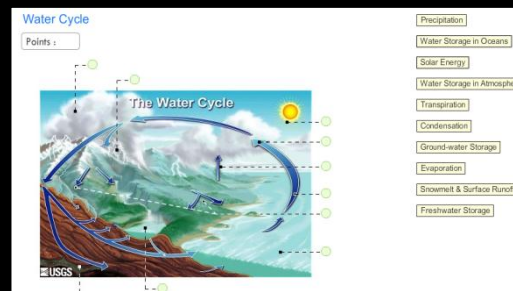 Water Cycle
Points :
The Water Cycle
USGS
Precipitation
Water Storage in Oceans
Solar Energy
Water Storage in Atmosphe
Transpiration
Condensation
Ground-water Storage
Evaporation
Snowmelt & Surface Runof
Freshwater Storage